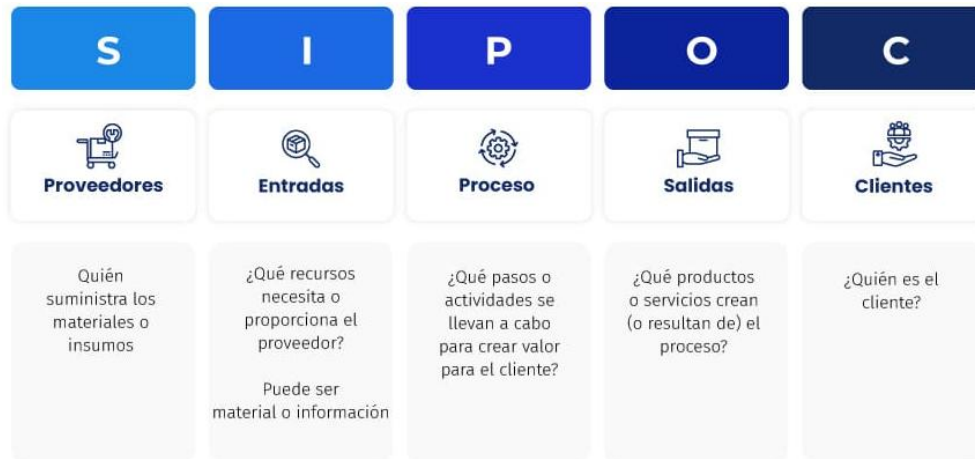 S
I
P
O
C
Proveedores
Entradas
Proceso
Salidas
Clientes
Quién
suministra los
materiales o
insumos
¿Qué recursos
necesita o
proporciona el
proveedor?
Puede ser
material o información
¿Qué pasos o
actividades se
llevan a cabo
para crear valor
para el cliente?
¿Qué productos
o servicios crean
(o resultan de) el
proceso?
¿Quién es el
cliente?